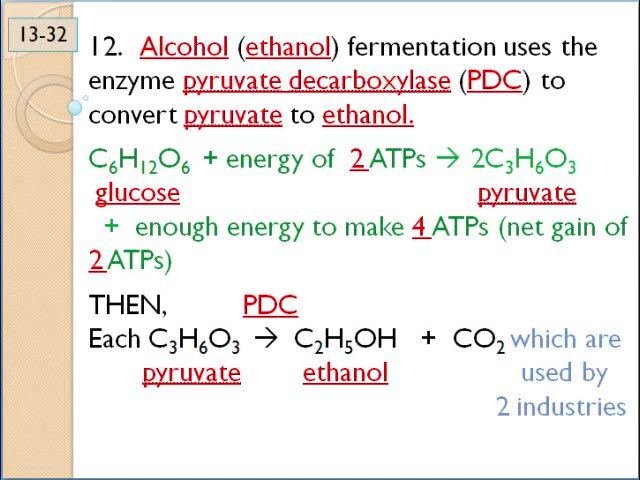 13-32
12. Alcohol (ethanol) fermentation uses the
enzyme pyruvate decarboxylase (PDC) to
convert pyruvate to ethanol.
C₆H₁₂O₆ + energy of 2 ATPs → 2C₃H₆O₃
glucose pyruvate
+ enough energy to make 4 ATPs (net gain of
2 ATPs)
THEN, PDC
Each C₃H₆O₃ → C₂H₅OH + CO₂ which are
pyruvate ethanol used by
2 industries